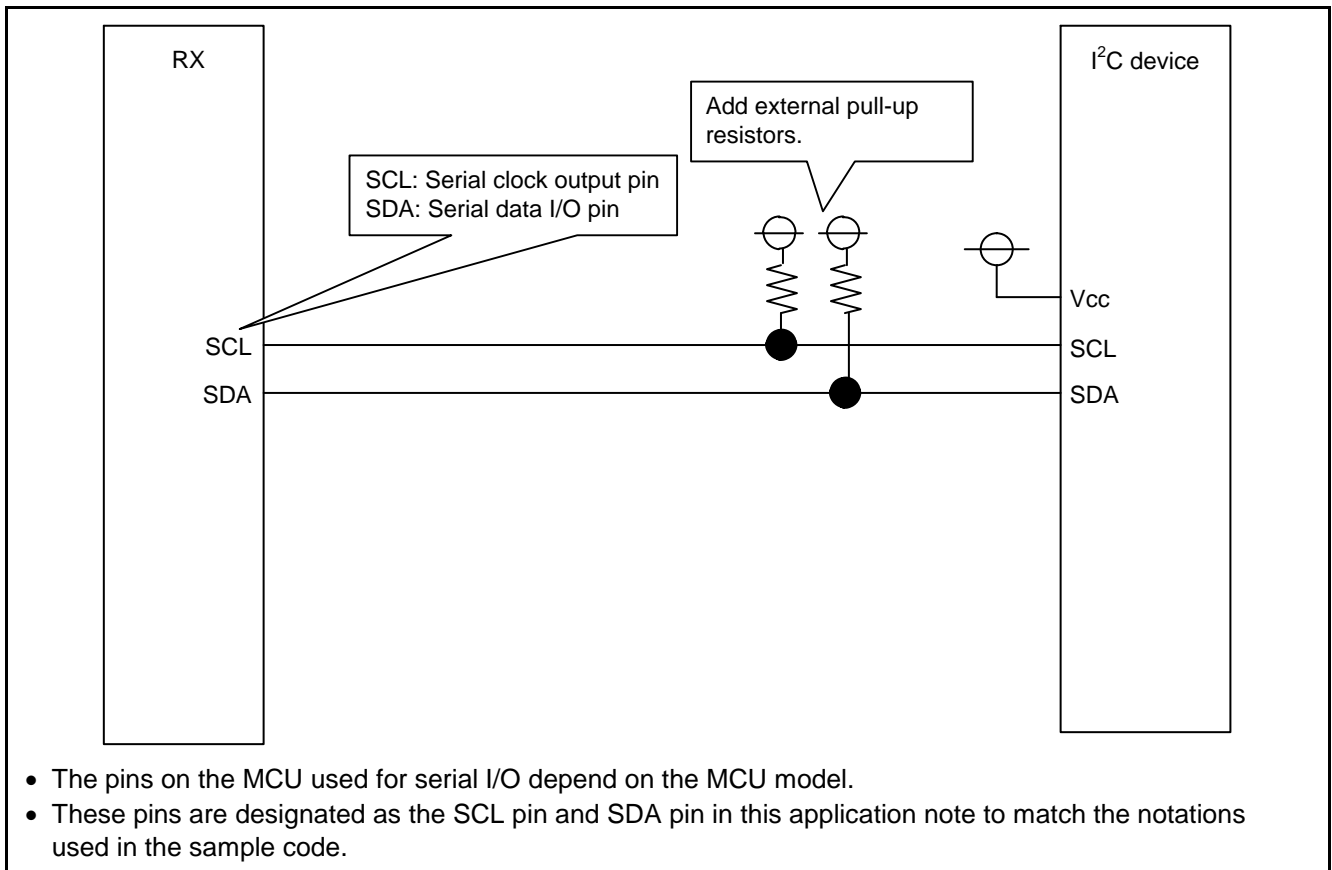 RX
I²C device
Add external pull-up
resistors.
SCL: Serial clock output pin
SDA: Serial data I/O pin
Vcc
SCL
SCL
SDA
SDA
• The pins on the MCU used for serial I/O depend on the MCU model.
• These pins are designated as the SCL pin and SDA pin in this application note to match the notations
used in the sample code.